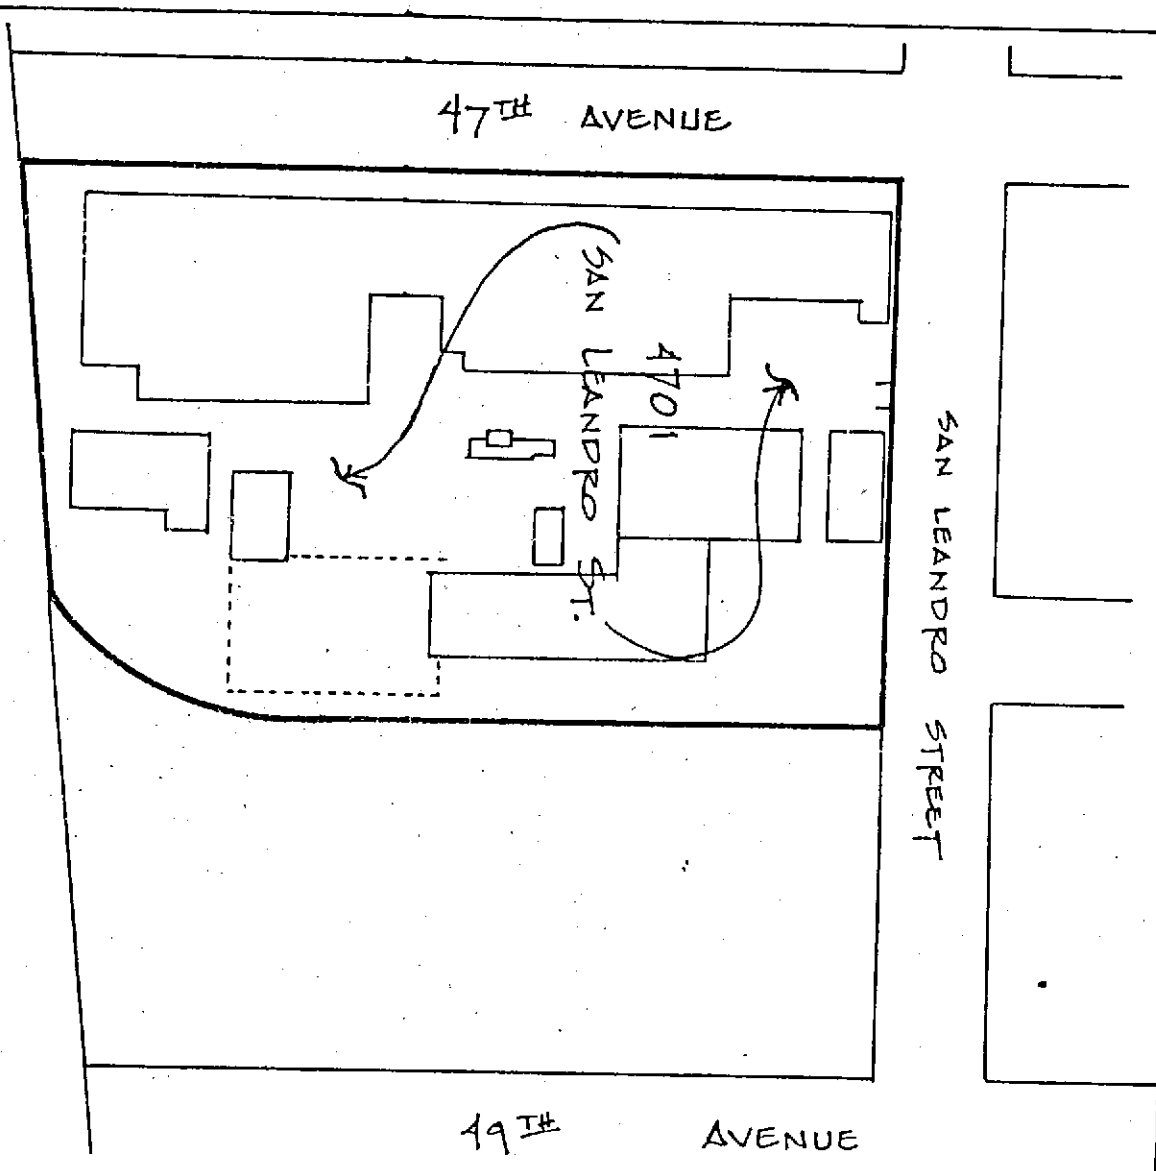 47TH AVENUE
4701
SAN LEANDRO ST.
SAN LEANDRO STREET
49TH AVENUE